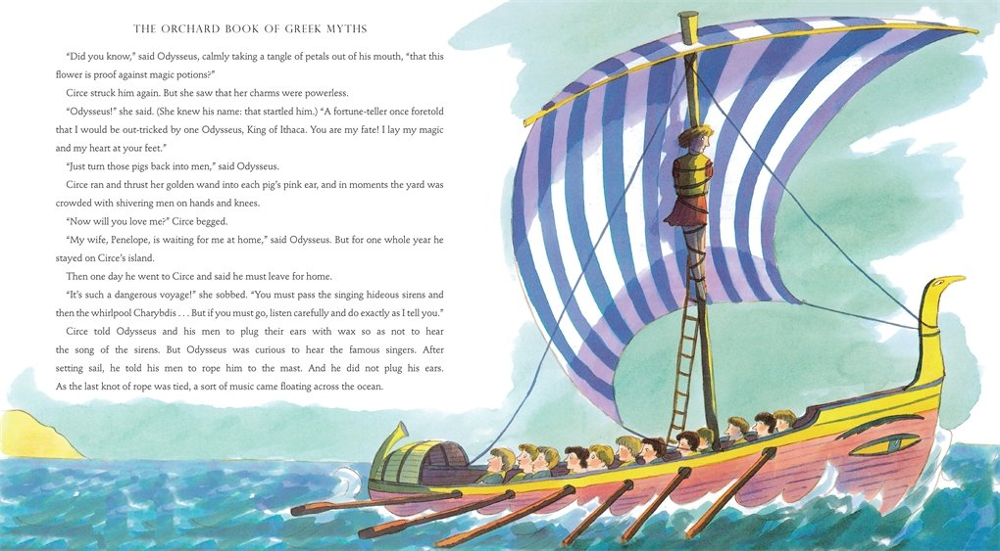 THE ORCHARD BOOK OF GREEK MYTHS
“Did you know,” said Odysseus, calmly taking a tangle of petals out of his mouth, “that this
flower is proof against magic potions?”
Circe struck him again. But she saw that her charms were powerless.
“Odysseus!” she said. (She knew his name: that startled him.) “A fortune-teller once foretold
that I would be out-tricked by one Odysseus, King of Ithaca. You are my fate! I lay my magic
and my heart at your feet.”
“Just turn those pigs back into men,” said Odysseus.
Circe ran and thrust her golden wand into each pig’s pink ear, and in moments the yard was
crowded with shivering men on hands and knees.
“Now will you love me?” Circe begged.
“My wife, Penelope, is waiting for me at home,” said Odysseus. But for one whole year he
stayed on Circe’s island.
Then one day he went to Circe and said he must leave for home.
“It’s such a dangerous voyage!” she sobbed. “You must pass the singing hideous sirens and
then the whirlpool Charybdis . . . But if you must go, listen carefully and do exactly as I tell you.”
Circe told Odysseus and his men to plug their ears with wax so as not to hear
the song of the sirens. But Odysseus was curious to hear the famous singers. After
setting sail, he told his men to rope him to the mast. And he did not plug his ears.
As the last knot of rope was tied, a sort of music came floating across the ocean.